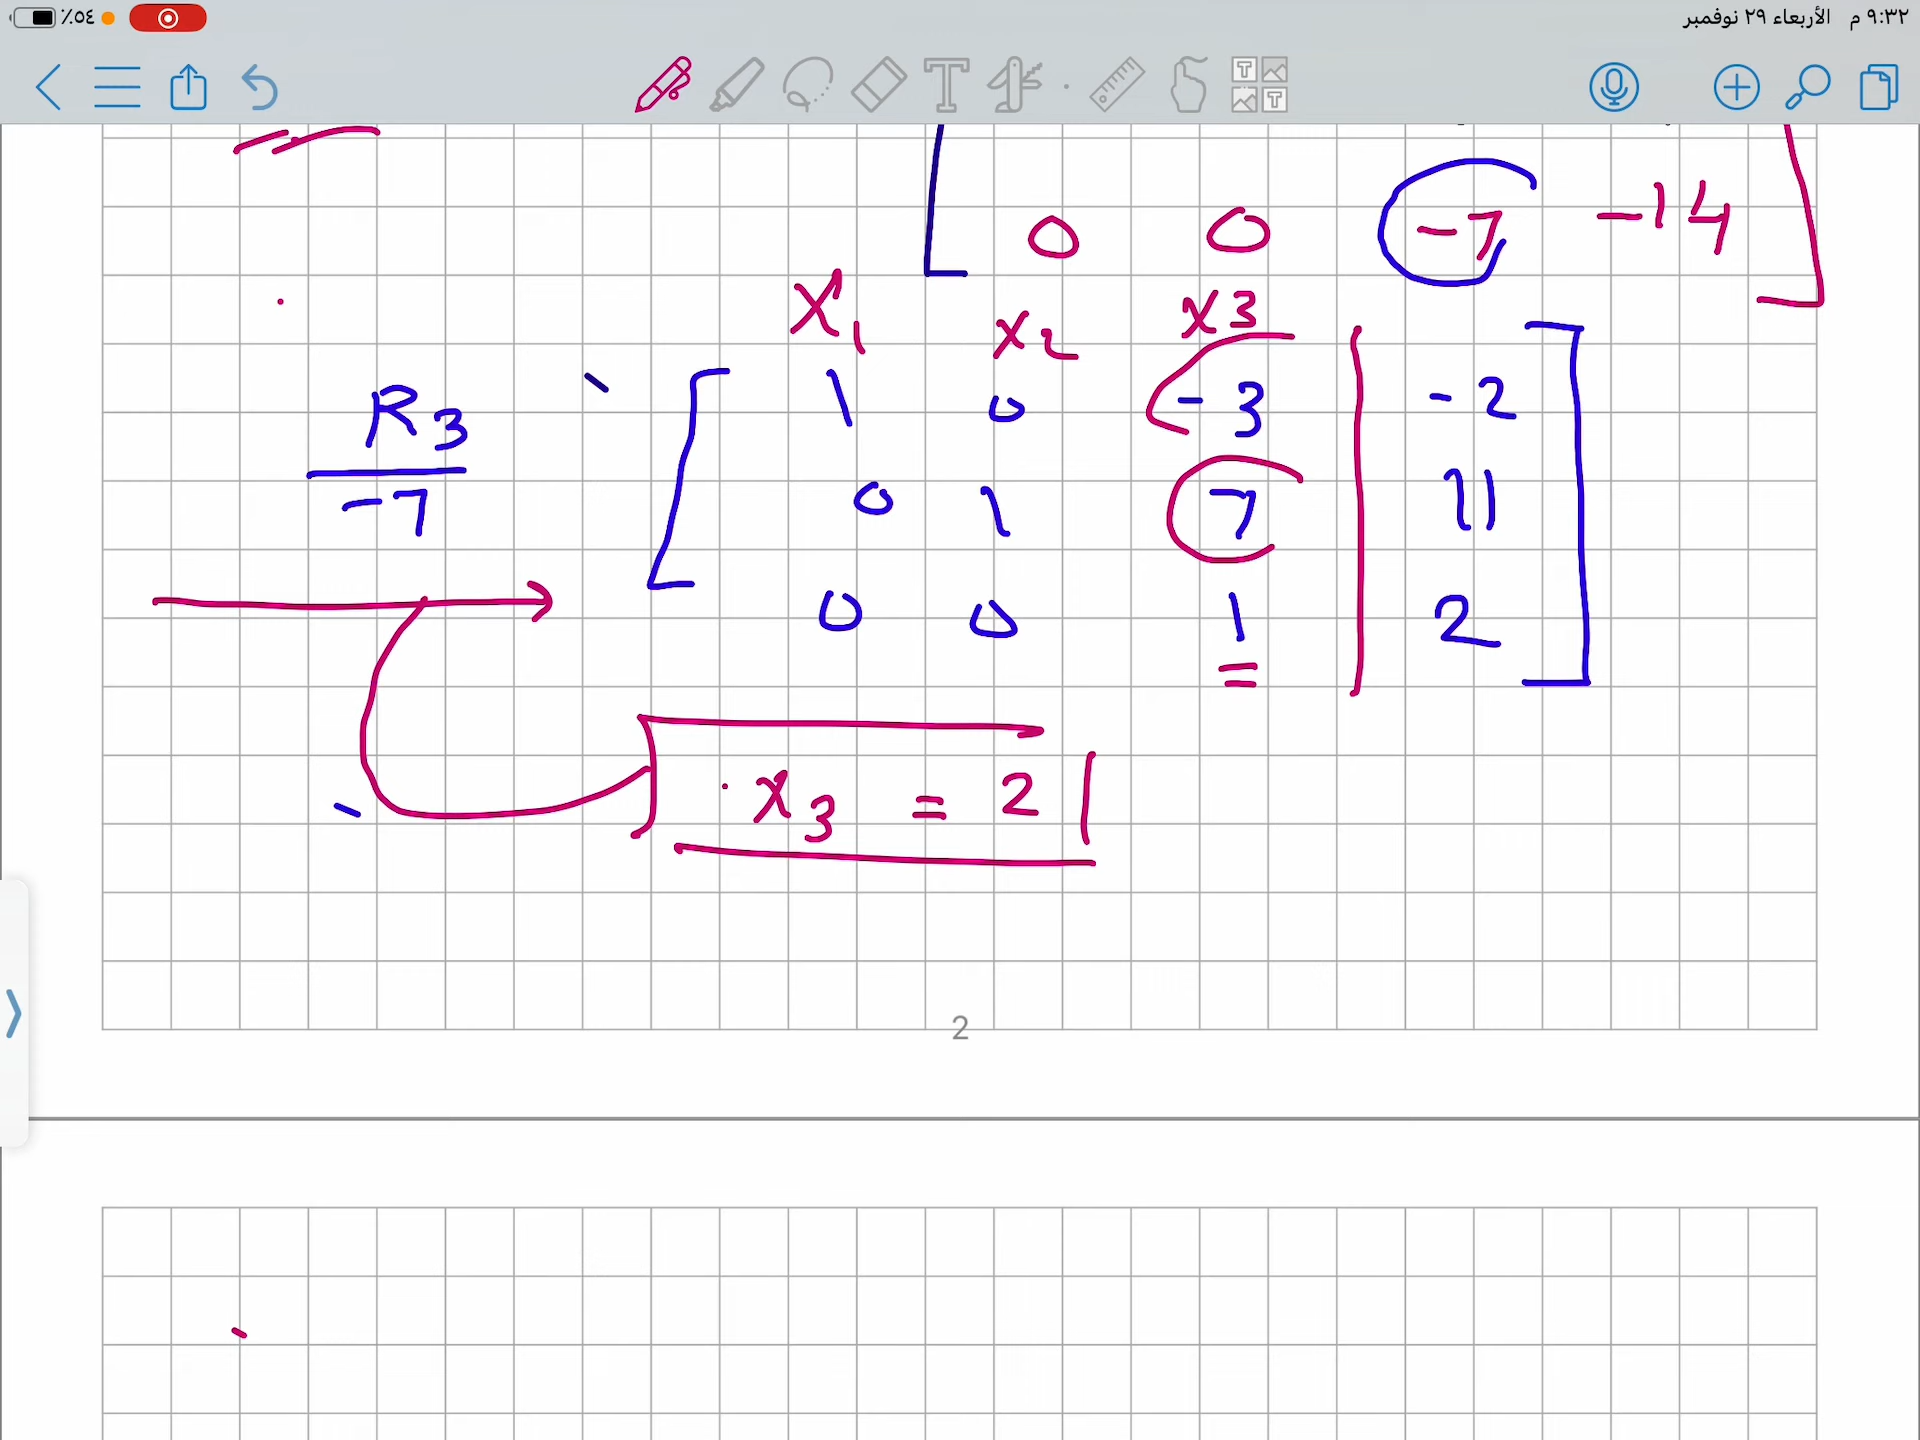 ٩:٣٢ م الأربعاء ٢٩ نوفمبر
٪٥٤
0 0 -7 -14
X1 X2 X3
1 0 -3 | -2
R3 / -7
0 1 7 | 11
0 0 1 | 2
=
X3 = 2
2